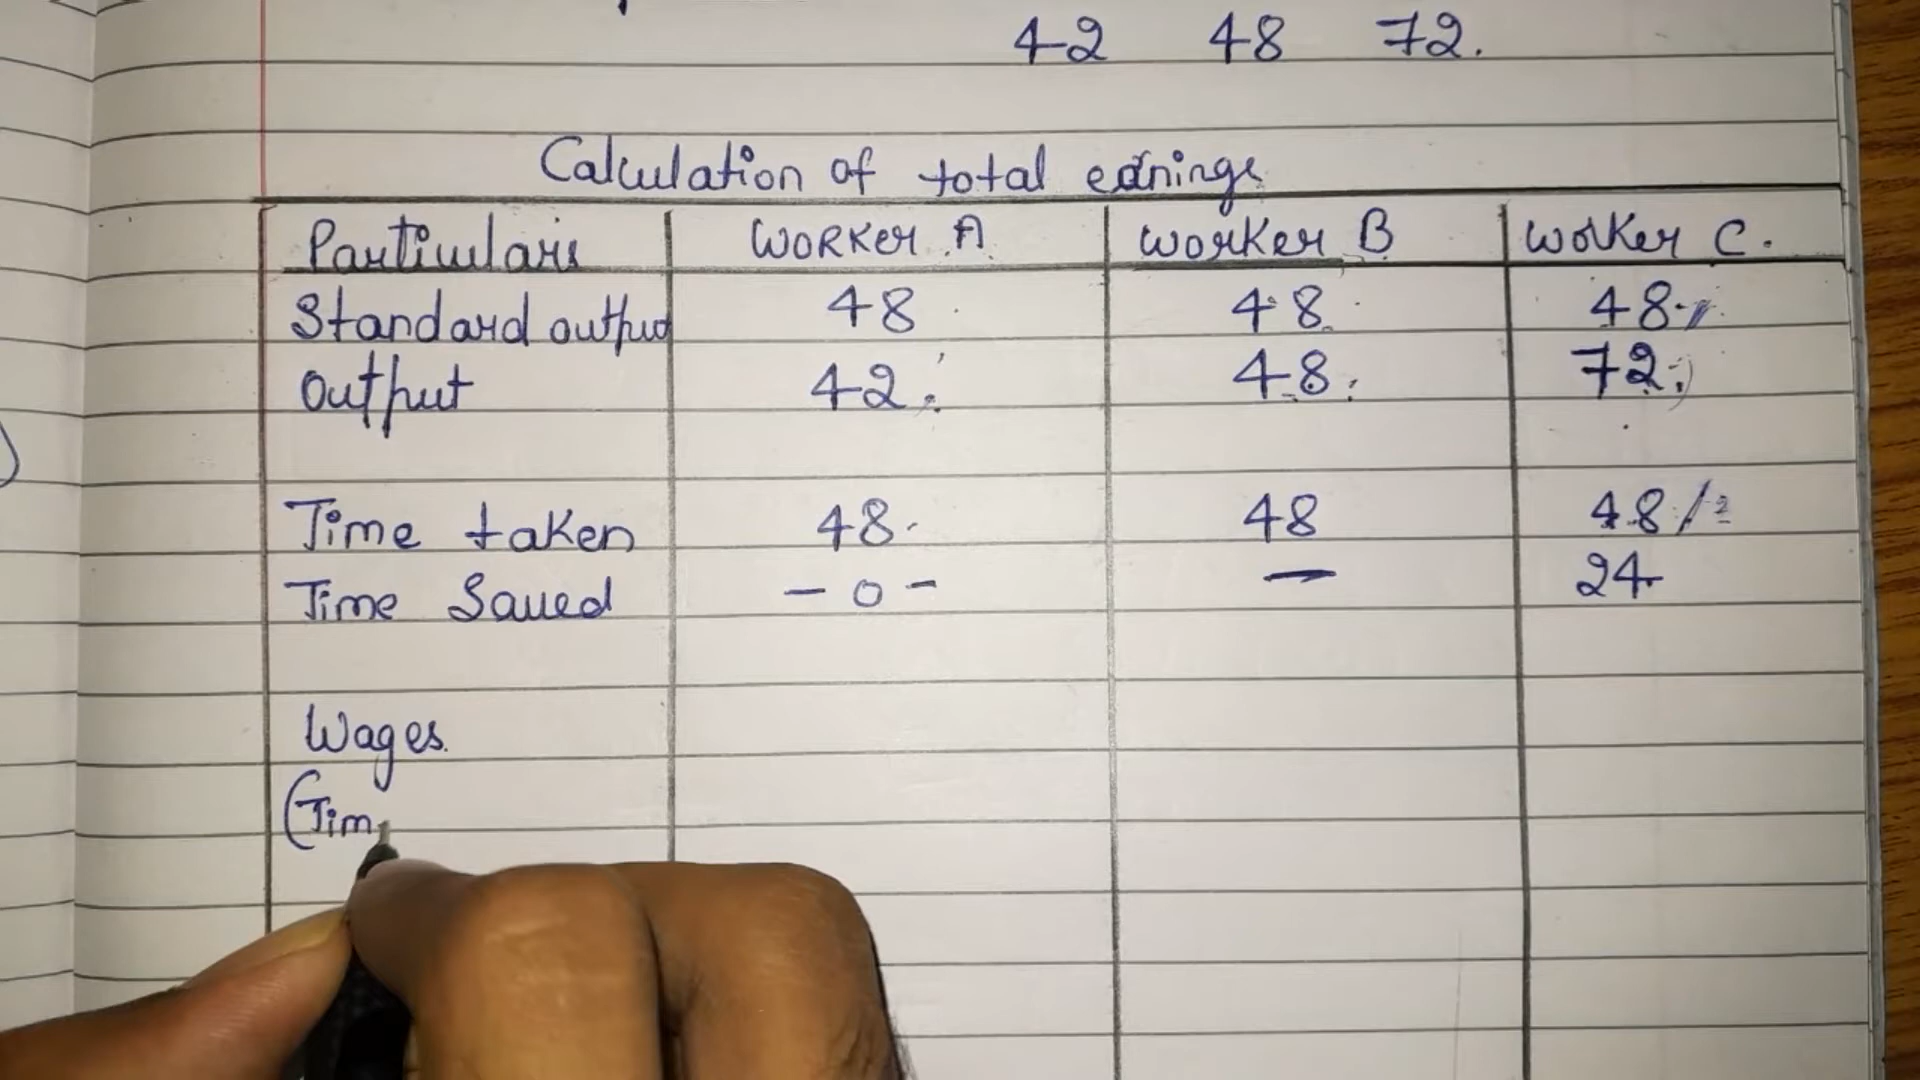 42 48 72.
Calculation of total earnings
Particulars Worker A Worker B Worker C.
Standard output 48 48 48
Output 42 48 72
Time taken 48 48 48
Time Saved - 0 - — 24
Wages.
(Tim